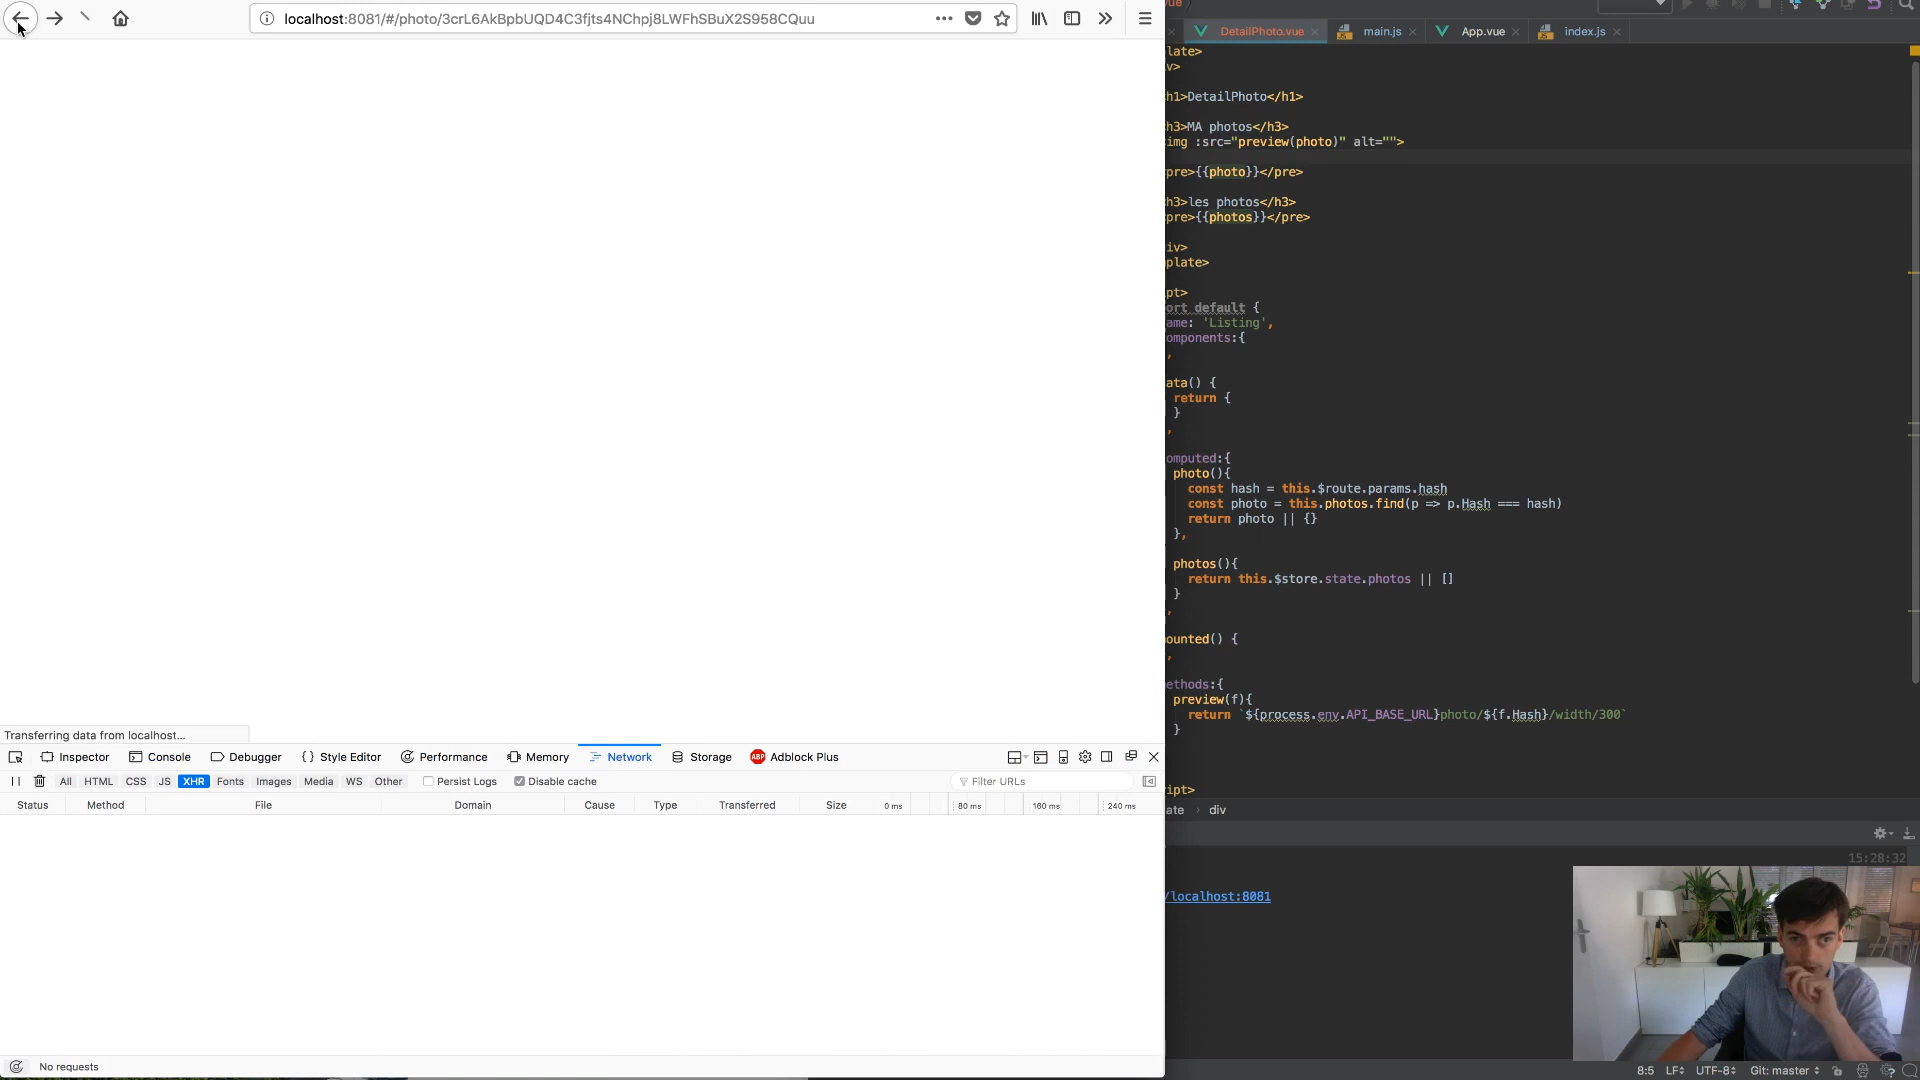 localhost:8081/#/photo/3crL6AkBpbUQD4C3fjts4NChpj8LWFhSBuX2S958CQuu
Transferring data from localhost...
Inspector Console Debugger Style Editor Performance Memory Network Storage ABP Adblock Plus
All HTML CSS JS XHR Fonts Images Media WS Other Persist Logs Disable cache Filter URLs
Status Method File Domain Cause Type Transferred Size 0 ms 80 ms 160 ms 240 ms
No requests
ue
DetailPhoto.vue main.js App.vue index.js
late>
v>
h1>DetailPhoto</h1>
h3>MA photos</h3>
img :src="preview(photo)" alt="">
pre>{{photo}}</pre>
h3>les photos</h3>
pre>{{photos}}</pre>
iv>
plate>
pt>
ort default {
ame: 'Listing',
omponents:{
,
ata() {
return {
}
,
omputed:{
photo(){
const hash = this.$route.params.hash
const photo = this.photos.find(p => p.Hash === hash)
return photo || {}
},
photos(){
return this.$store.state.photos || []
}
,
ounted() {
,
ethods:{
preview(f){
return `${process.env.API_BASE_URL}photo/${f.Hash}/width/300`
}
ipt>
ate › div
15:28:32
/localhost:8081
8:5 LF UTF-8 Git: master